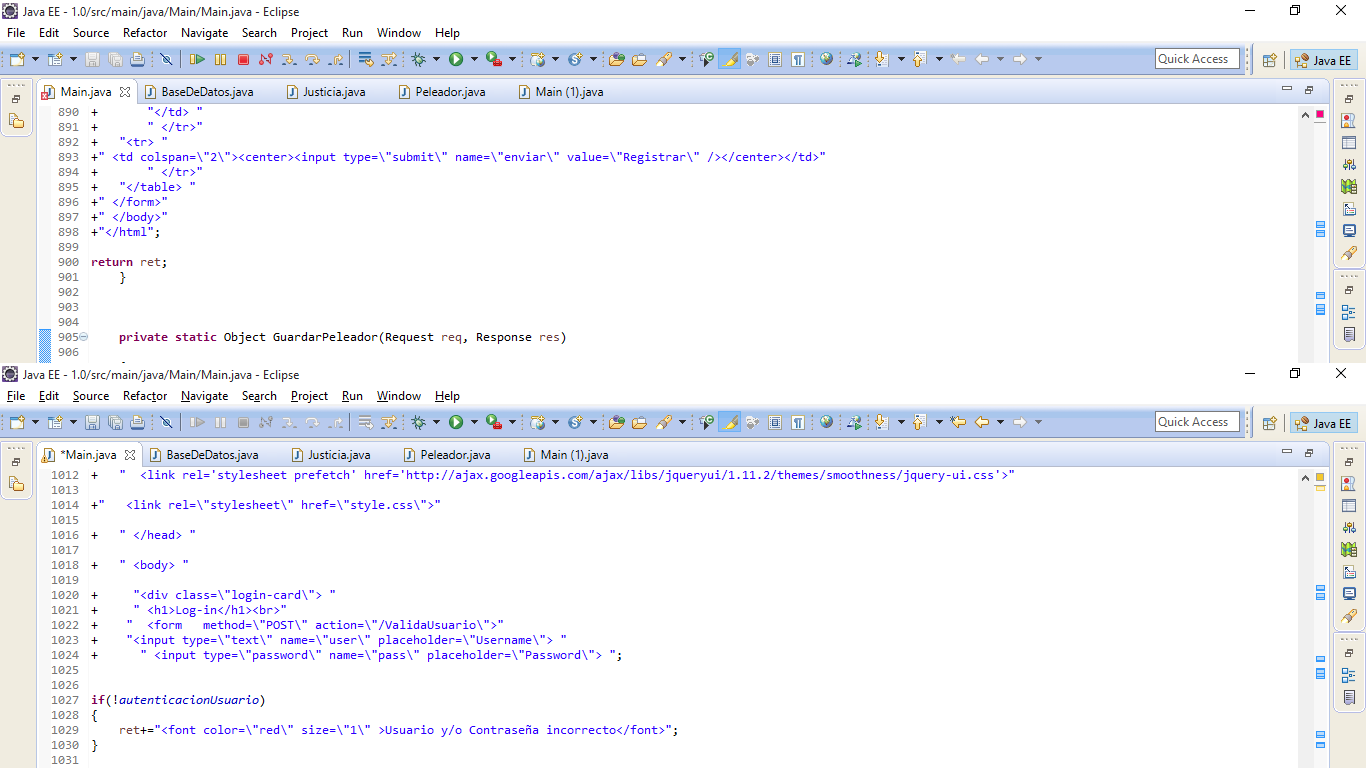 Java EE - 1.0/src/main/java/Main/Main.java - Eclipse
File Edit Source Refactor Navigate Search Project Run Window Help
Quick Access Java EE
Main.java BaseDeDatos.java Justicia.java Peleador.java Main (1).java
890 + "</td> "
891 + " </tr>"
892 + "<tr> "
893 +" <td colspan=\"2\"><center><input type=\"submit\" name=\"enviar\" value=\"Registrar\" /></center></td>"
894 + " </tr>"
895 + "</table> "
896 +" </form>"
897 +" </body>"
898 +"</html";
899
900 return ret;
901 }
902
903
904
905 private static Object GuardarPeleador(Request req, Response res)
906
Java EE - 1.0/src/main/java/Main/Main.java - Eclipse
File Edit Source Refactor Navigate Search Project Run Window Help
Quick Access Java EE
*Main.java BaseDeDatos.java Justicia.java Peleador.java Main (1).java
1012 + " <link rel='stylesheet prefetch' href='http://ajax.googleapis.com/ajax/libs/jqueryui/1.11.2/themes/smoothness/jquery-ui.css'>"
1013
1014 +" <link rel=\"stylesheet\" href=\"style.css\">"
1015
1016 + " </head> "
1017
1018 + " <body> "
1019
1020 + "<div class=\"login-card\"> "
1021 + " <h1>Log-in</h1><br>"
1022 + " <form method=\"POST\" action=\"/ValidaUsuario\">"
1023 + "<input type=\"text\" name=\"user\" placeholder=\"Username\"> "
1024 + " <input type=\"password\" name=\"pass\" placeholder=\"Password\"> ";
1025
1026
1027 if(!autenticacionUsuario)
1028 {
1029 ret+="<font color=\"red\" size=\"1\" >Usuario y/o Contraseña incorrecto</font>";
1030 }
1031